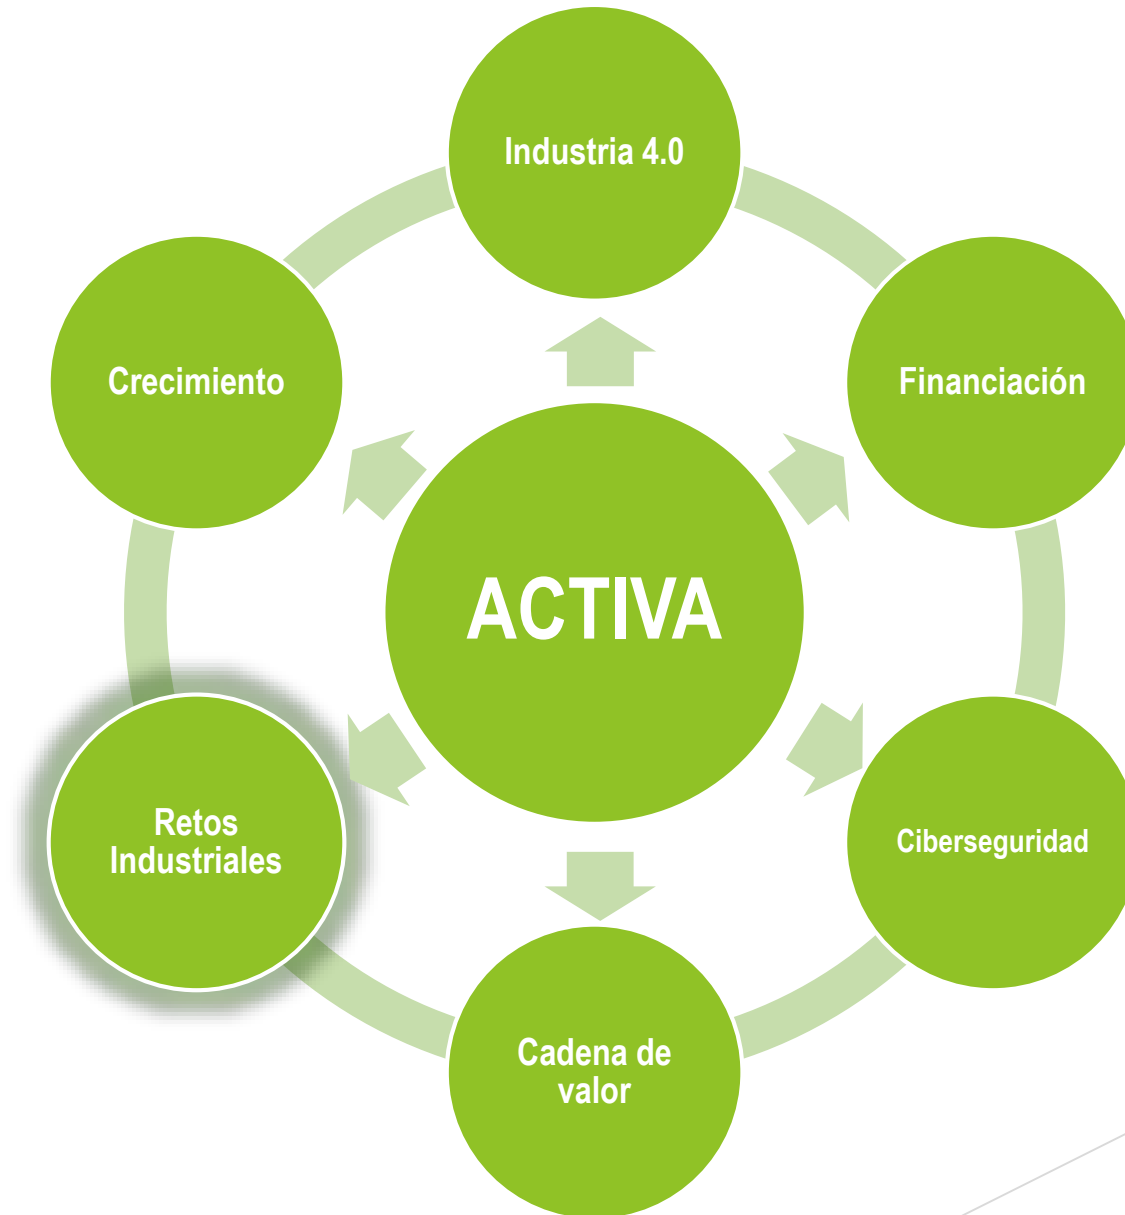 Industria 4.0
Crecimiento
Financiación
ACTIVA
Retos
Industriales
Ciberseguridad
Cadena de
valor